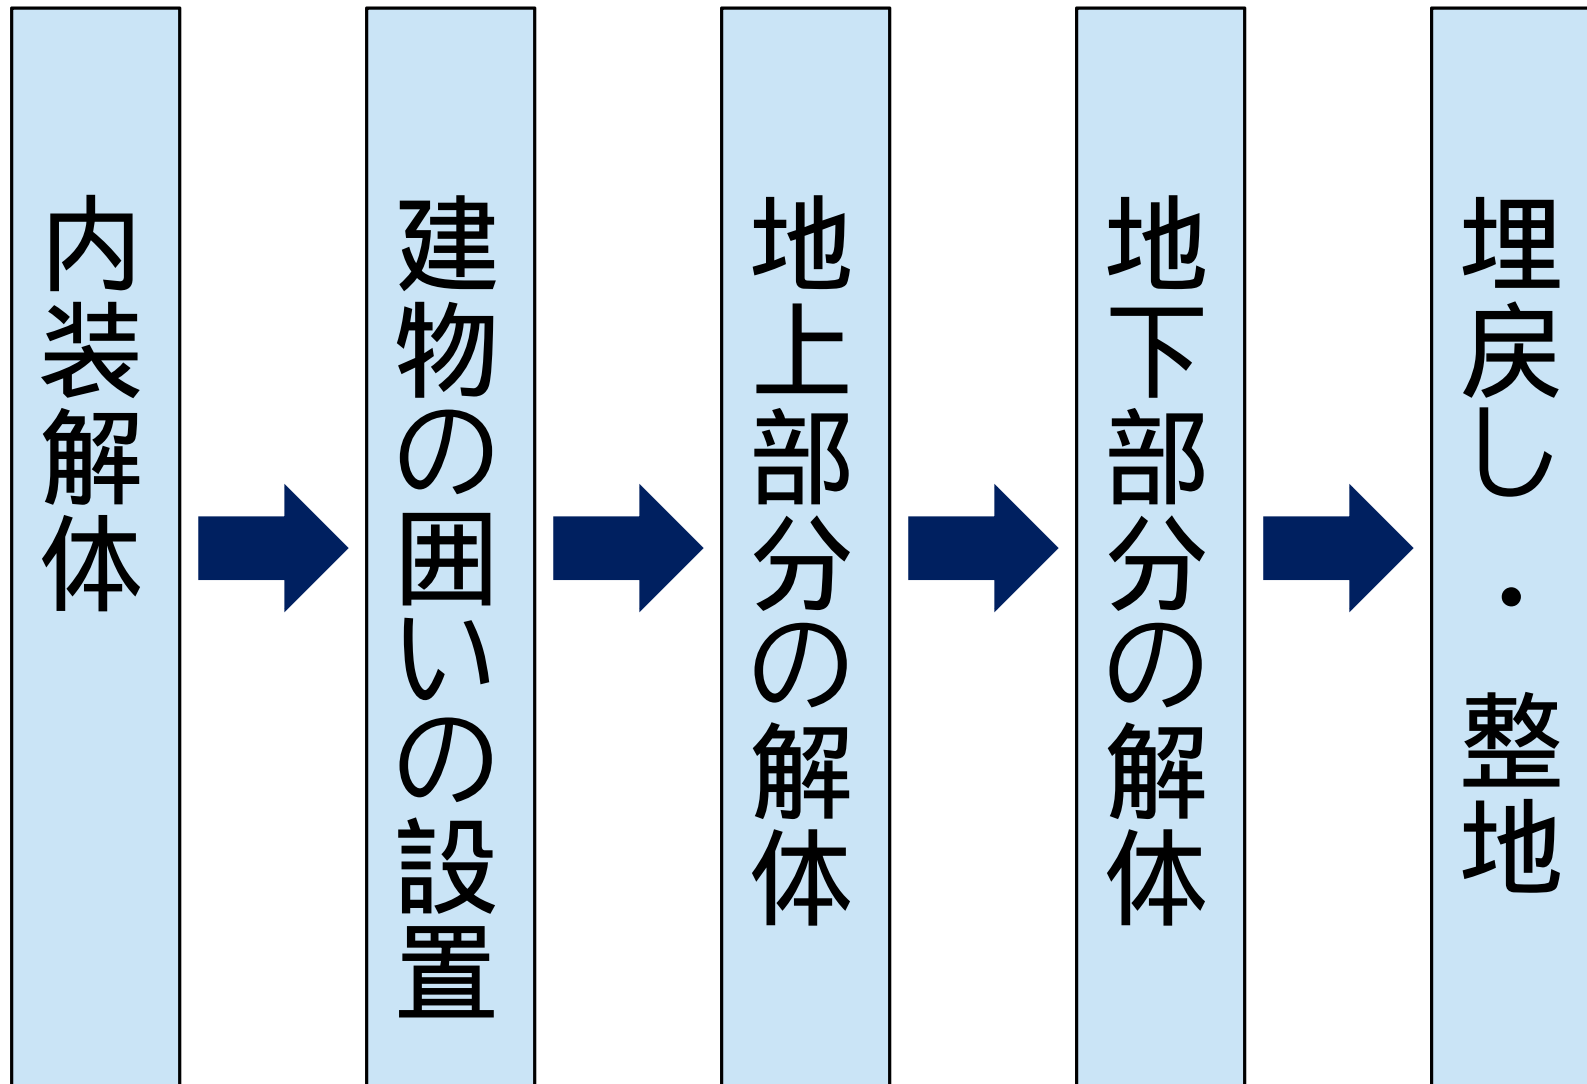 内装解体
建物の囲いの設置
地上部分の解体
地下部分の解体
埋戻し・整地